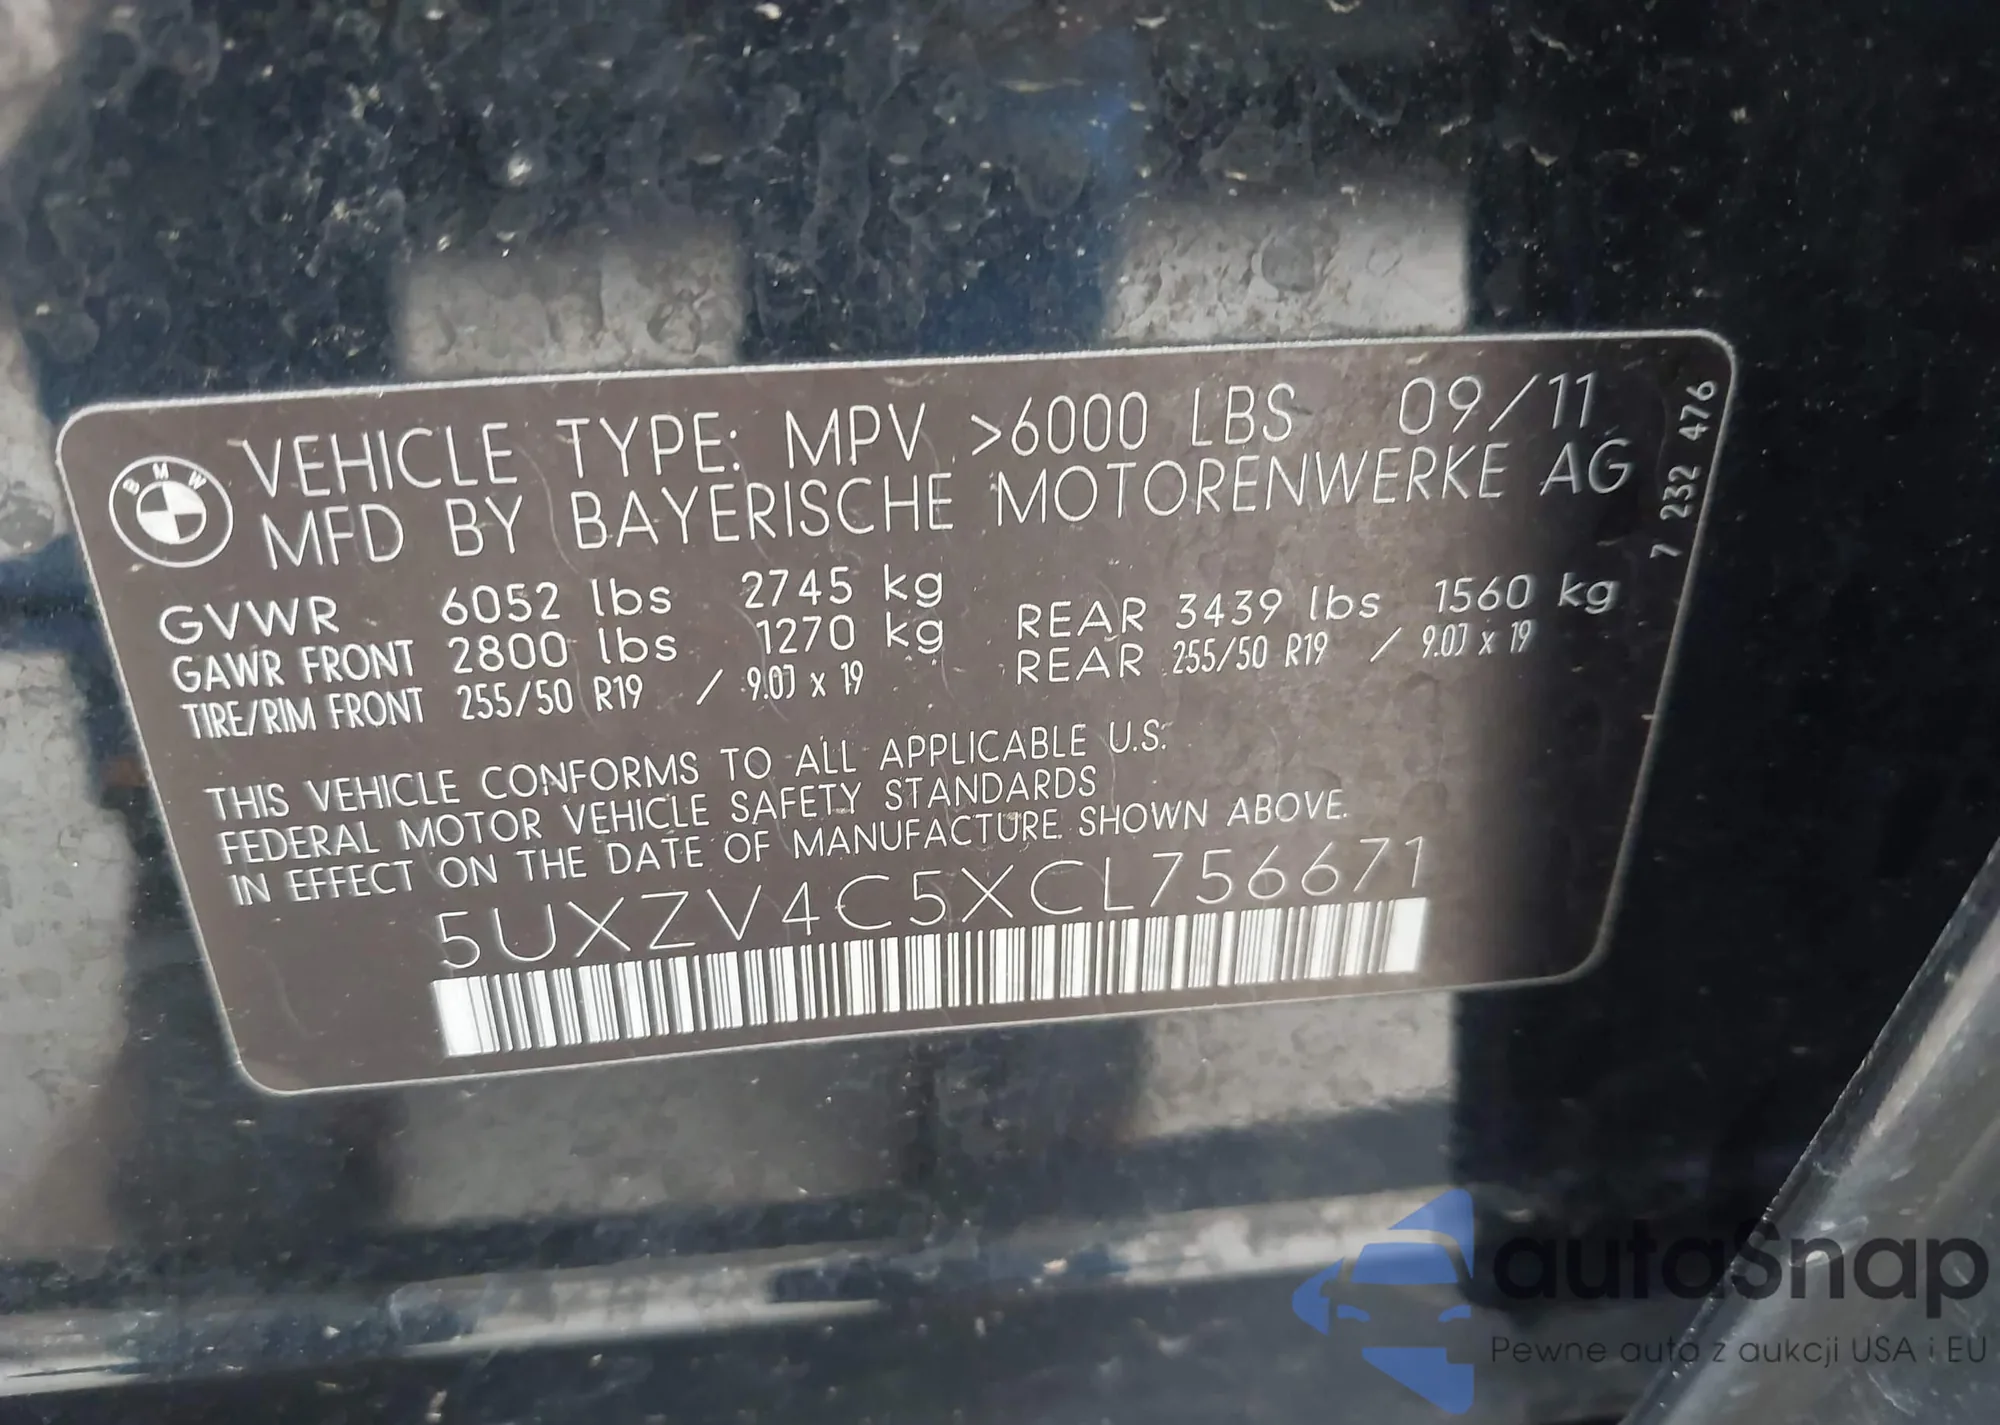 BMW
VEHICLE TYPE: MPV >6000 LBS 09/11
MFD BY BAYERISCHE MOTORENWERKE AG
7 232 476
GVWR 6052 lbs 2745 kg
GAWR FRONT 2800 lbs 1270 kg REAR 3439 lbs 1560 kg
TIRE/RIM FRONT 255/50 R19 / 9.0J x 19 REAR 255/50 R19 / 9.0J x 19
THIS VEHICLE CONFORMS TO ALL APPLICABLE U.S.
FEDERAL MOTOR VEHICLE SAFETY STANDARDS
IN EFFECT ON THE DATE OF MANUFACTURE SHOWN ABOVE.
5UXZV4C5XCL756671
autaSnap
Pewne auta z aukcji USA i EU